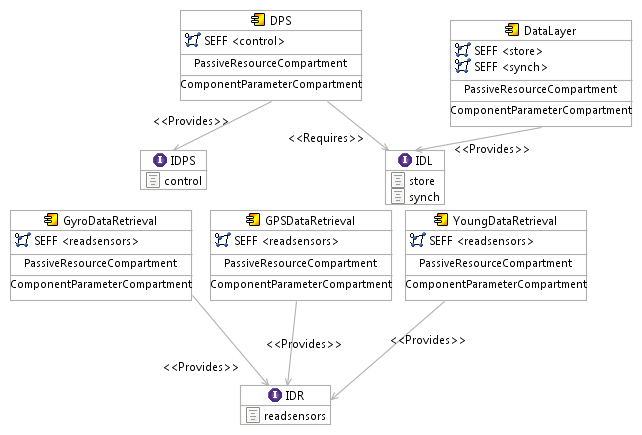 DPS
SEFF <control>
PassiveResourceCompartment
ComponentParameterCompartment
DataLayer
SEFF <store>
SEFF <synch>
PassiveResourceCompartment
ComponentParameterCompartment
<<Provides>>
<<Requires>>
<<Provides>>
I IDPS
control
I IDL
store
synch
GyroDataRetrieval
SEFF <readsensors>
PassiveResourceCompartment
ComponentParameterCompartment
GPSDataRetrieval
SEFF <readsensors>
PassiveResourceCompartment
ComponentParameterCompartment
YoungDataRetrieval
SEFF <readsensors>
PassiveResourceCompartment
ComponentParameterCompartment
<<Provides>>
<<Provides>>
<<Provides>>
I IDR
readsensors